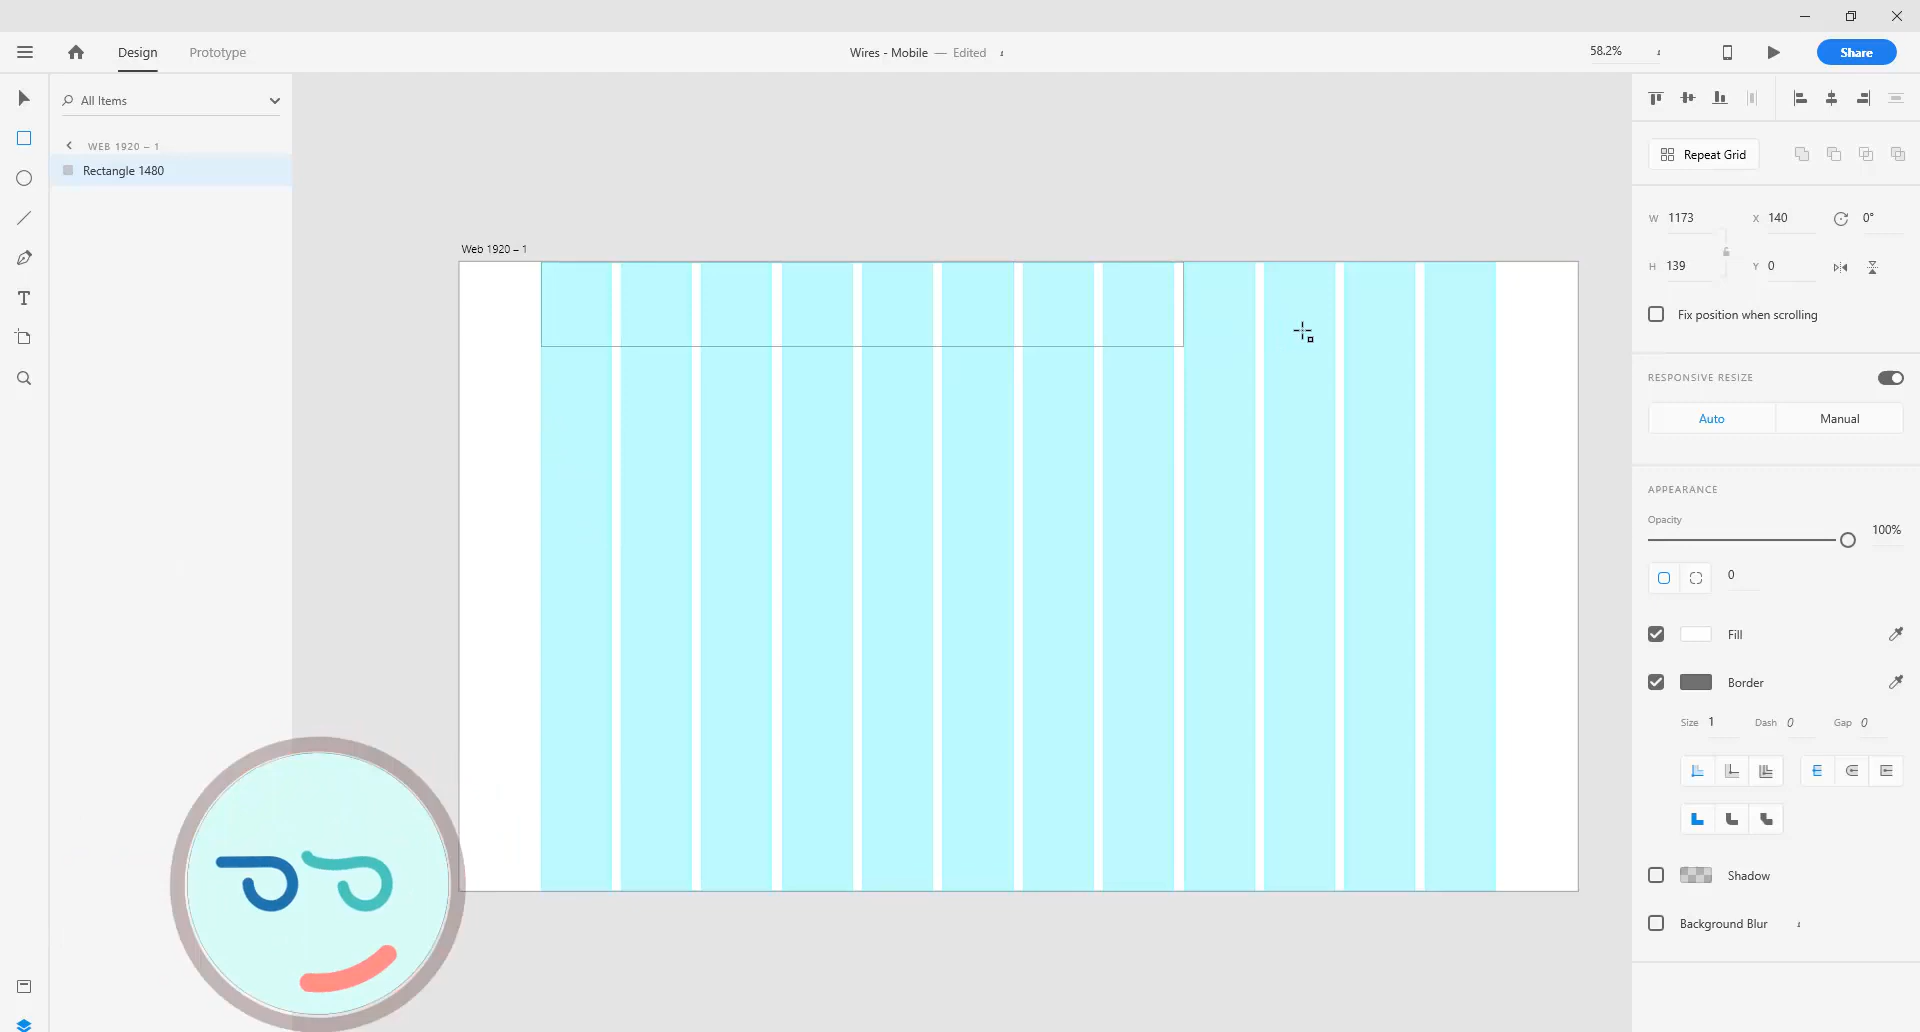 Design
Prototype
Wires - Mobile — Edited
58.2%
Share
All Items
WEB 1920 – 1
Rectangle 1480
Web 1920 – 1
Repeat Grid
W 1173
X 140
0°
H 139
Y 0
Fix position when scrolling
RESPONSIVE RESIZE
Auto
Manual
APPEARANCE
Opacity
100%
0
Fill
Border
Size 1
Dash 0
Gap 0
Shadow
Background Blur